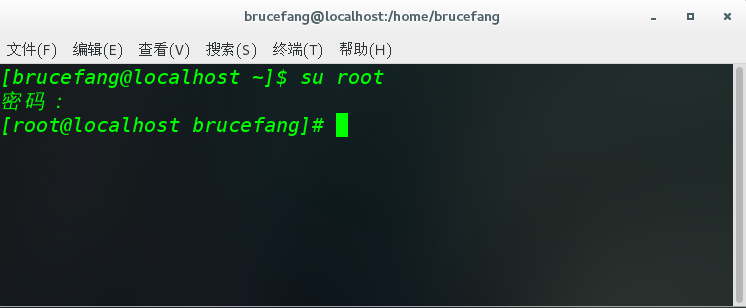 brucefang@localhost:/home/brucefang
文件(F) 编辑(E) 查看(V) 搜索(S) 终端(T) 帮助(H)
[brucefang@localhost ~]$ su root
密码：
[root@localhost brucefang]#